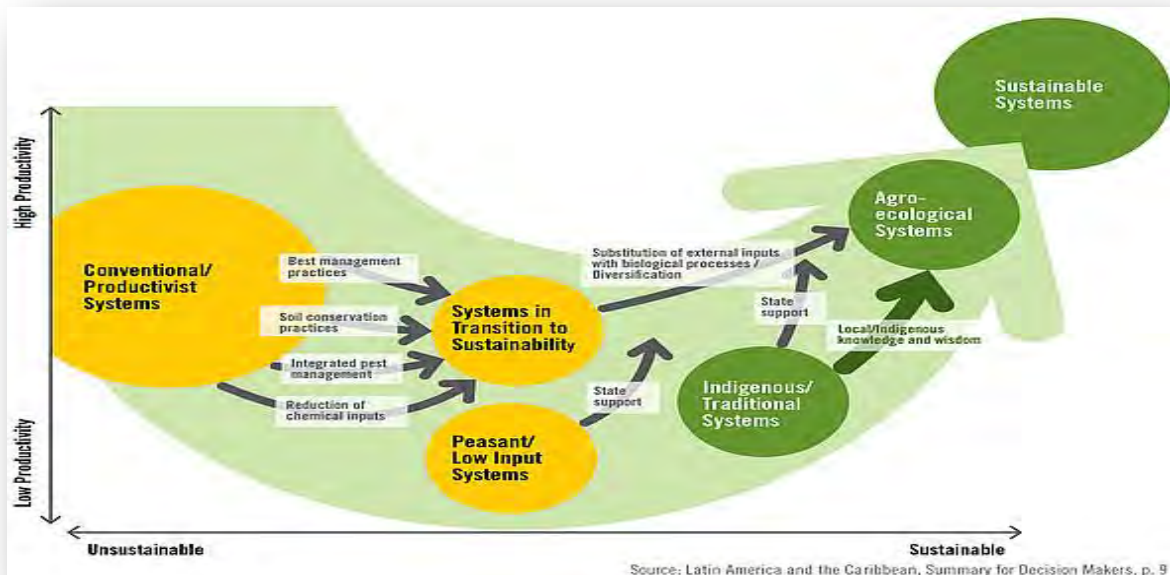 High Productivity
Low Productivity
Sustainable
Systems
Agro-
ecological
Systems
Conventional/
Productivist
Systems
Best management
practices
Soil conservation
practices
Integrated pest
management
Reduction of
chemical inputs
Systems in
Transition to
Sustainability
Substitution of external inputs
with biological processes /
Diversification
State
support
Local/Indigenous
knowledge and wisdom
State
support
Peasant/
Low Input
Systems
Indigenous/
Traditional
Systems
Unsustainable
Sustainable
Source: Latin America and the Caribbean, Summary for Decision Makers, p. 9